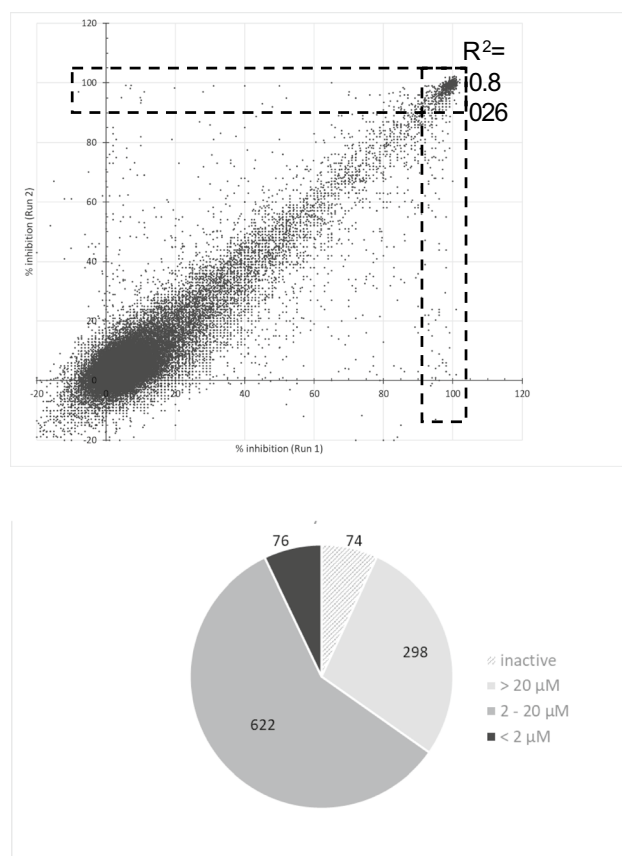 120
R²=
100
0.8
026
80
60
40
20
0
-20
-20 0 20 40 60 80 100 120
% inhibition (Run 2)
% inhibition (Run 1)
76 74
298
622
inactive
> 20 µM
2 - 20 µM
< 2 µM